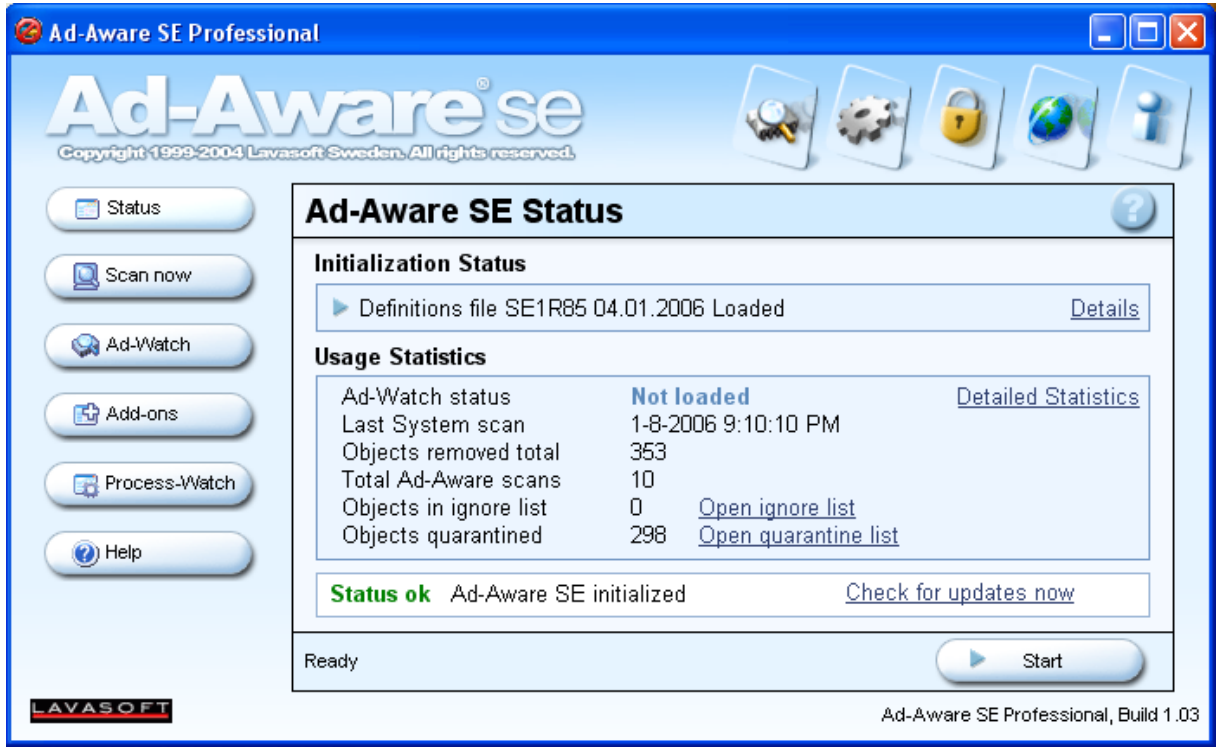 Ad-Aware SE Professional
Ad-Aware® SE
Copyright 1999-2004 Lavasoft Sweden. All rights reserved.
Status
Scan now
Ad-Watch
Add-ons
Process-Watch
Help
Ad-Aware SE Status
?
Initialization Status
Definitions file SE1R85 04.01.2006 Loaded Details
Usage Statistics
Ad-Watch status Not loaded Detailed Statistics
Last System scan 1-8-2006 9:10:10 PM
Objects removed total 353
Total Ad-Aware scans 10
Objects in ignore list 0 Open ignore list
Objects quarantined 298 Open quarantine list
Status ok Ad-Aware SE initialized Check for updates now
Ready Start
LAVASOFT
Ad-Aware SE Professional, Build 1.03